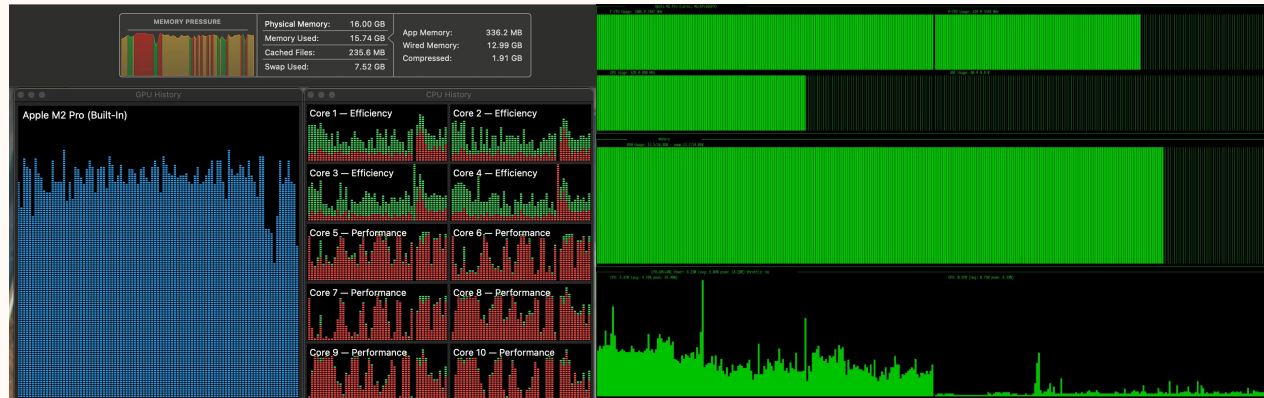 MEMORY PRESSURE
Physical Memory: 16.00 GB
Memory Used: 15.74 GB
Cached Files: 235.6 MB
Swap Used: 7.52 GB
App Memory: 336.2 MB
Wired Memory: 12.99 GB
Compressed: 1.91 GB
GPU History
Apple M2 Pro (Built-In)
CPU History
Core 1 — Efficiency
Core 2 — Efficiency
Core 3 — Efficiency
Core 4 — Efficiency
Core 5 — Performance
Core 6 — Performance
Core 7 — Performance
Core 8 — Performance
Core 9 — Performance
Core 10 — Performance
Memory